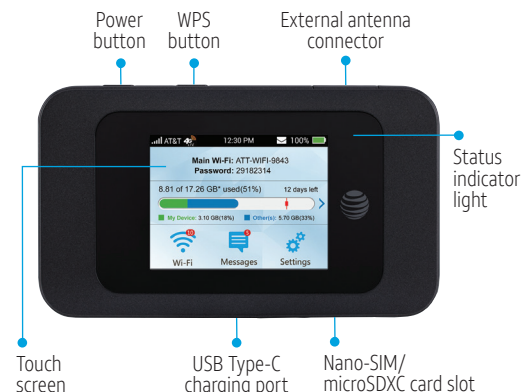 Power button
WPS button
External antenna connector
AT&T 4G 12:30 PM 100%
Main Wi-Fi: ATT-WIFI-9843
Password: 29182314
8.81 of 17.26 GB* used(51%) 12 days left
My Device: 3.10 GB(18%) Other(s): 5.70 GB(33%)
10
5
Wi-Fi Messages Settings
Status indicator light
Touch screen
USB Type-C charging port
Nano-SIM/ microSDXC card slot